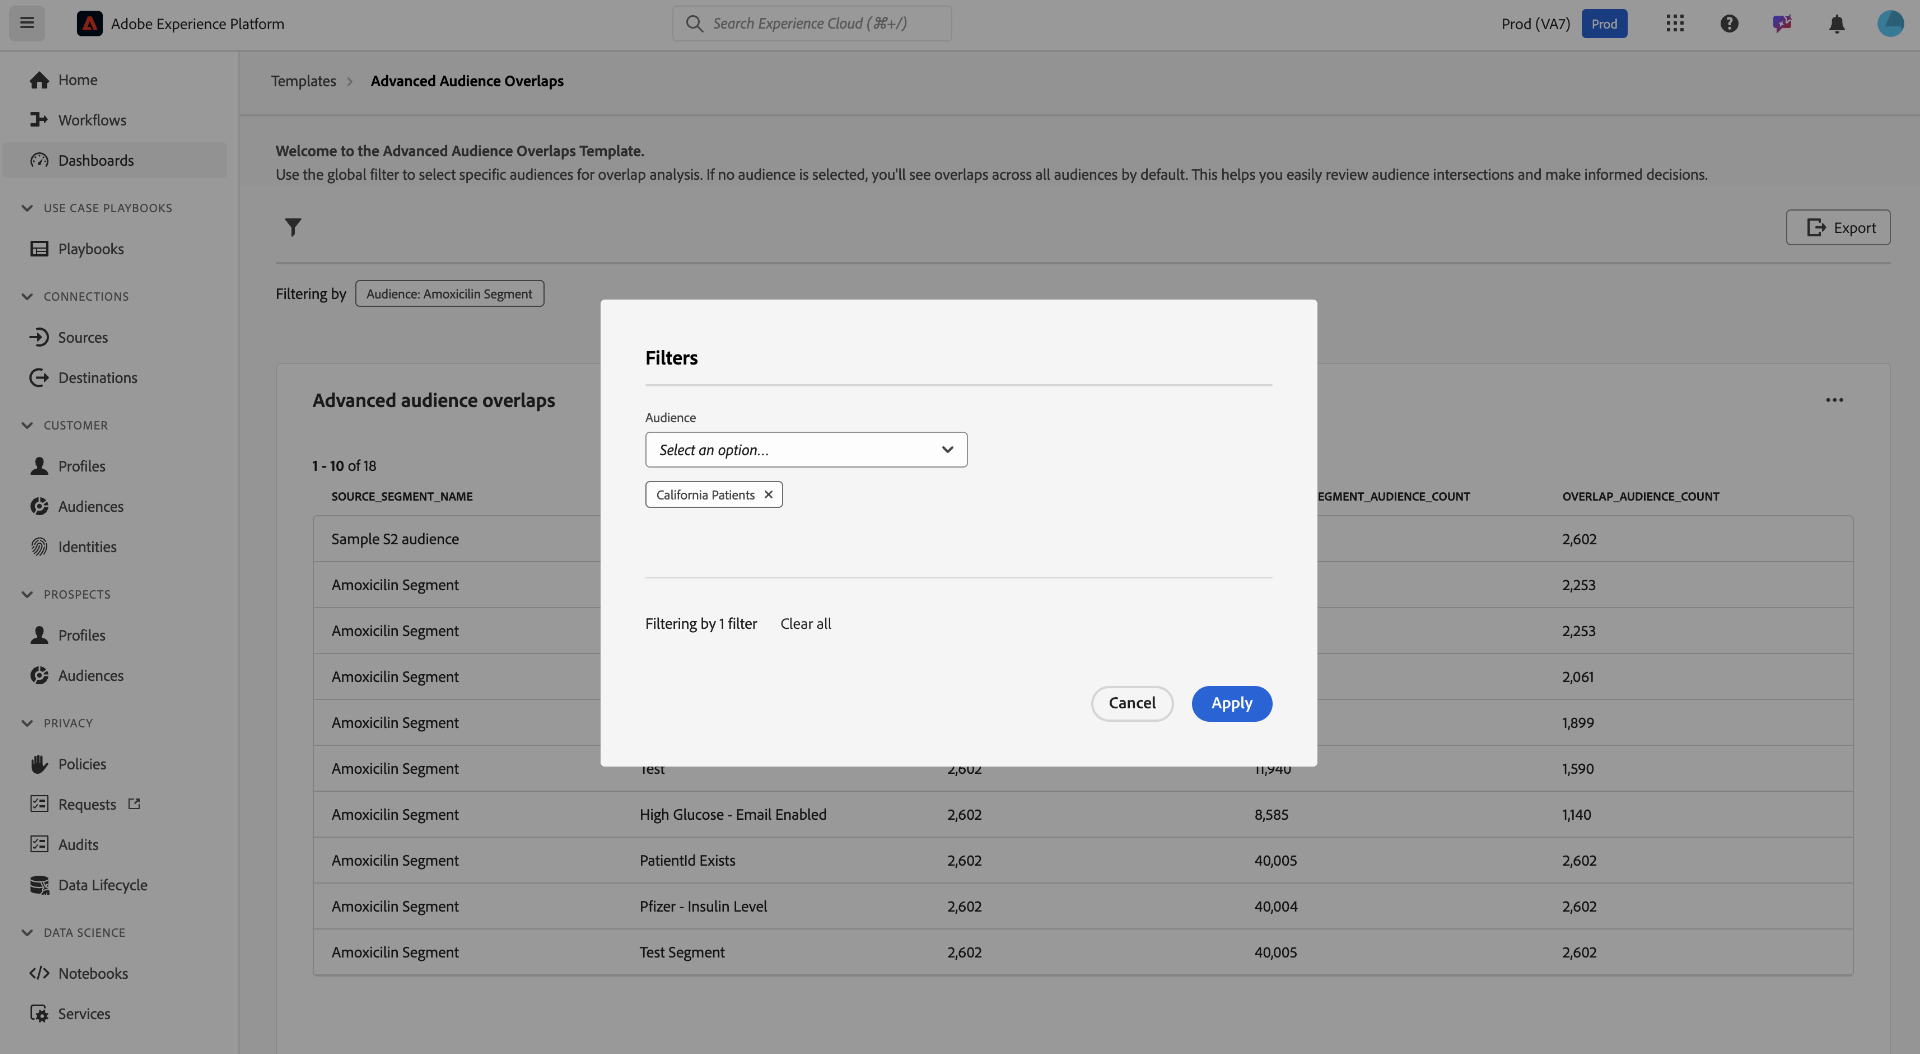 Adobe Experience Platform
Search Experience Cloud (⌘+/)
Prod (VA7)
Prod
Home
Workflows
Dashboards
USE CASE PLAYBOOKS
Playbooks
CONNECTIONS
Sources
Destinations
CUSTOMER
Profiles
Audiences
Identities
PROSPECTS
Profiles
Audiences
PRIVACY
Policies
Requests
Audits
Data Lifecycle
DATA SCIENCE
Notebooks
Services
Templates > Advanced Audience Overlaps
Welcome to the Advanced Audience Overlaps Template.
Use the global filter to select specific audiences for overlap analysis. If no audience is selected, you'll see overlaps across all audiences by default. This helps you easily review audience intersections and make informed decisions.
Export
Filtering by Audience: Amoxicilin Segment
Advanced audience overlaps
1 - 10 of 18
SOURCE_SEGMENT_NAME EGMENT_AUDIENCE_COUNT OVERLAP_AUDIENCE_COUNT
Sample S2 audience 2,602
Amoxicilin Segment 2,253
Amoxicilin Segment 2,253
Amoxicilin Segment 2,061
Amoxicilin Segment 1,899
Amoxicilin Segment Test 2,602 11,940 1,590
Amoxicilin Segment High Glucose - Email Enabled 2,602 8,585 1,140
Amoxicilin Segment PatientId Exists 2,602 40,005 2,602
Amoxicilin Segment Pfizer - Insulin Level 2,602 40,004 2,602
Amoxicilin Segment Test Segment 2,602 40,005 2,602
Filters
Audience
Select an option...
California Patients
Filtering by 1 filter Clear all
Cancel Apply